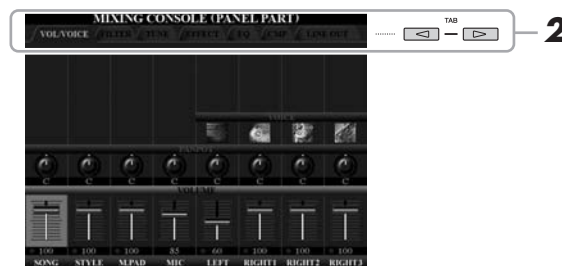 MIXING CONSOLE (PANEL PART)
VOL/VOICE FILTER TUNE EFFECT EQ CMP LINE OUT
TAB
2
VOICE
PANPOT
C C C C C C C C
VOLUME
100 100 100 85 60 100 100 100
SONG STYLE M.PAD MIC LEFT RIGHT1 RIGHT2 RIGHT3